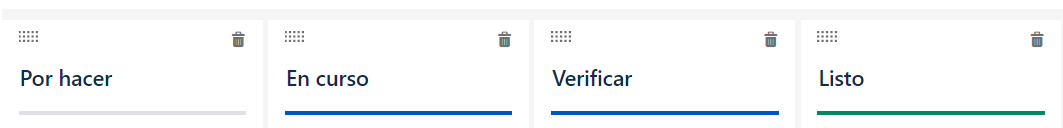 Por hacer
En curso
Verificar
Listo